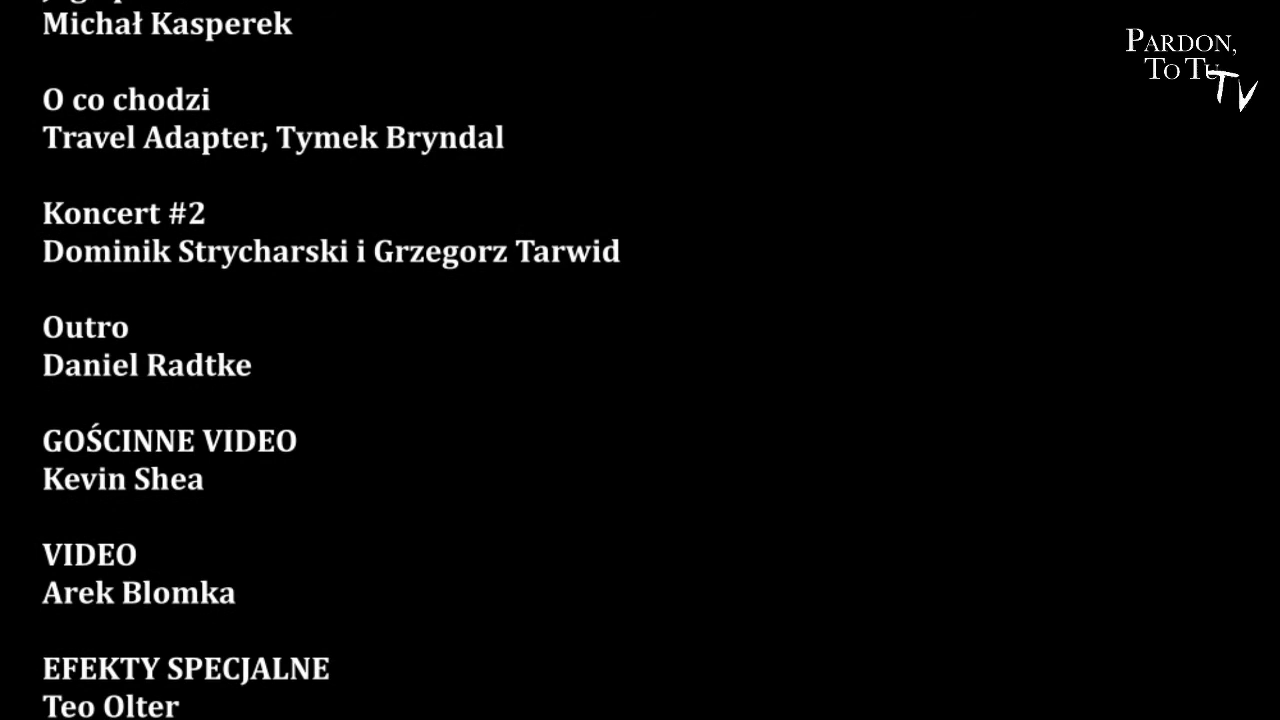 Michał Kasperek
O co chodzi
Travel Adapter, Tymek Bryndal
Koncert #2
Dominik Strycharski i Grzegorz Tarwid
Outro
Daniel Radtke
GOŚCINNE VIDEO
Kevin Shea
VIDEO
Arek Blomka
EFEKTY SPECJALNE
Teo Olter
PARDON,
TO TU
TV